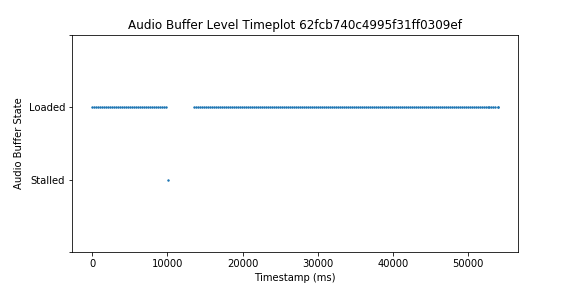 Audio Buffer Level Timeplot 62fcb740c4995f31ff0309ef
Audio Buffer State
Loaded
Stalled
0 10000 20000 30000 40000 50000
Timestamp (ms)